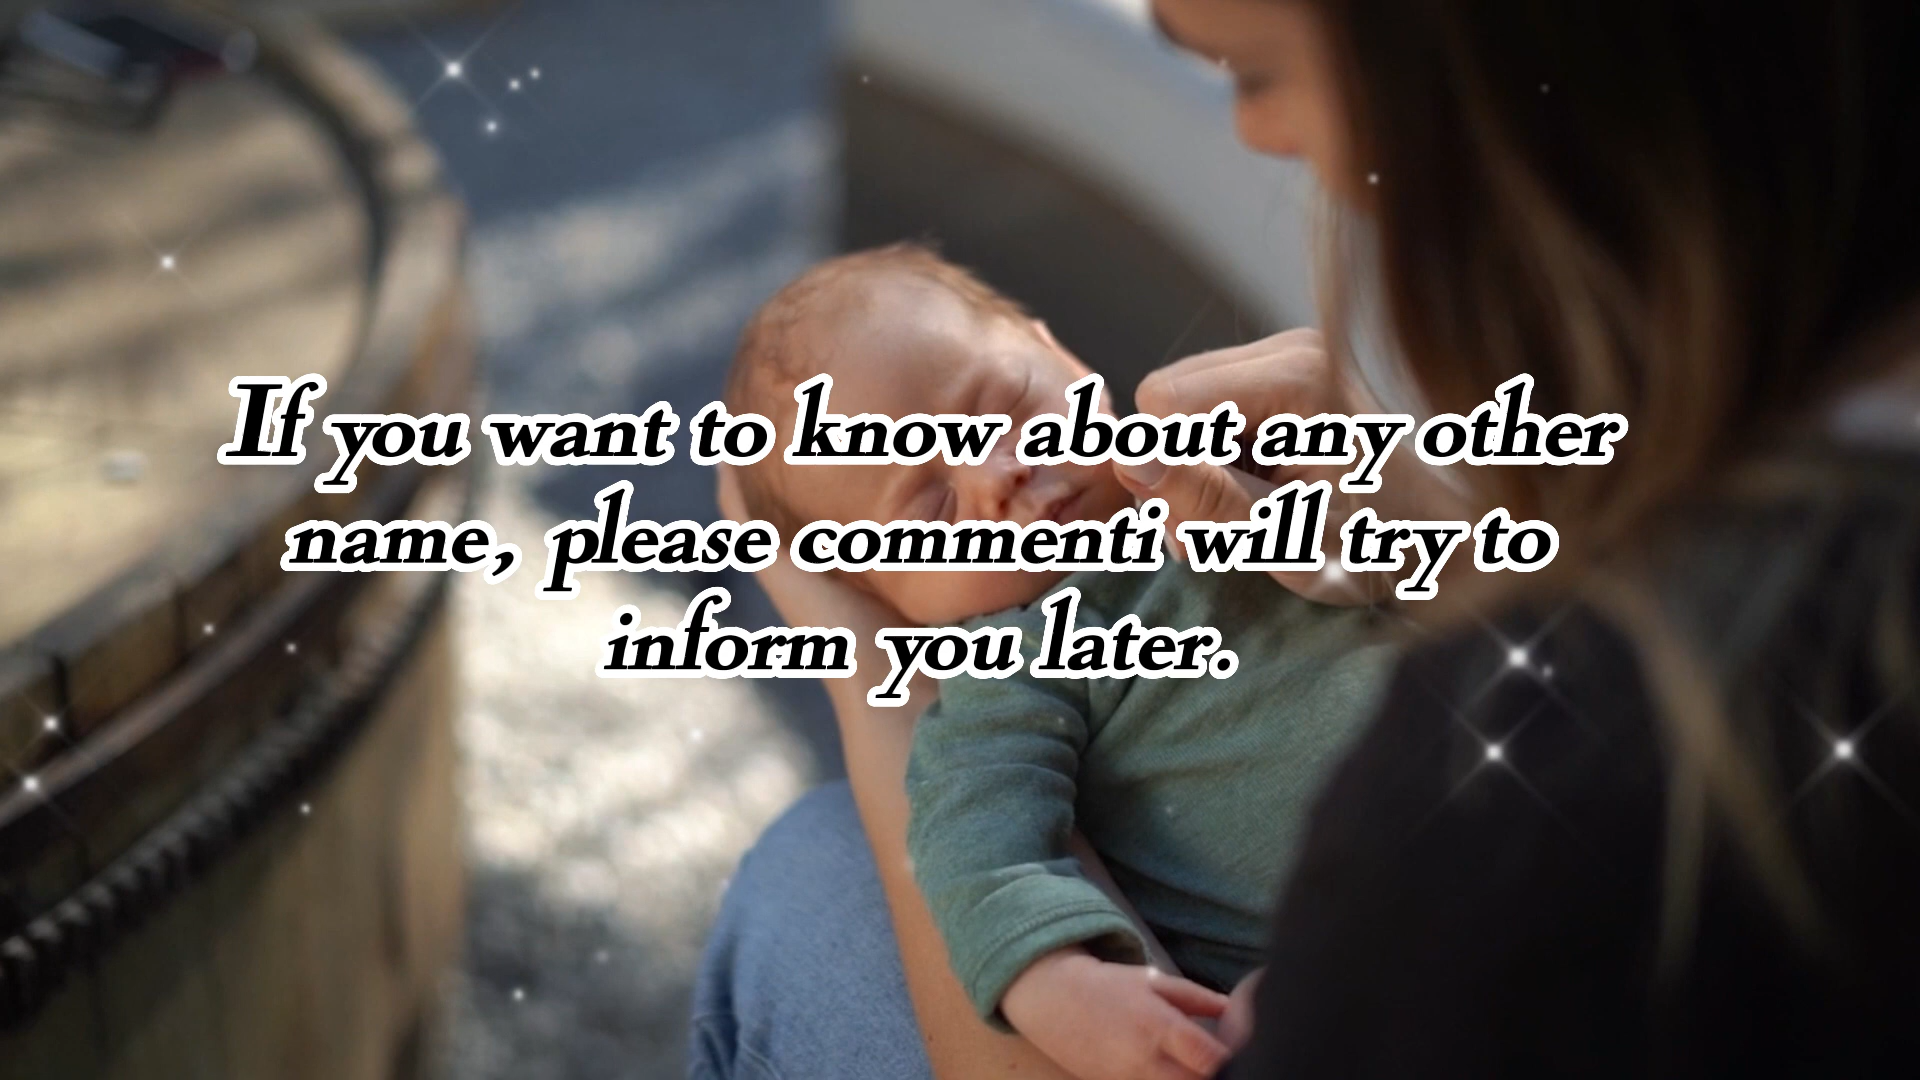 If you want to know about any other
name, please commenti will try to
inform you later.